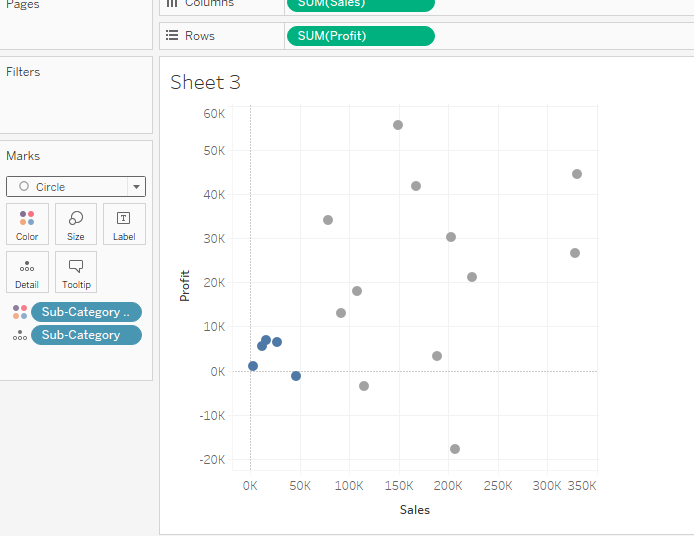 Pages
Columns
SUM(Sales)
Rows
SUM(Profit)
Filters
Marks
Circle
Color
Size
Label
Detail
Tooltip
Sub-Category ..
Sub-Category
Sheet 3
60K
50K
40K
30K
20K
10K
0K
-10K
-20K
Profit
0K 50K 100K 150K 200K 250K 300K 350K
Sales